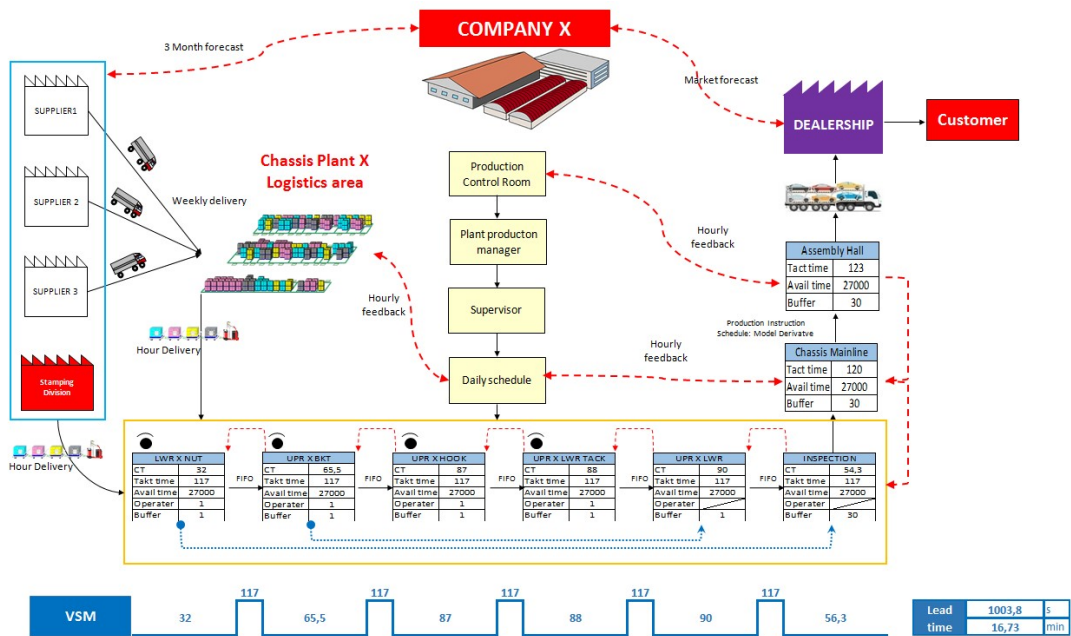 COMPANY X
3 Month forecast
Market forecast
SUPPLIER1
SUPPLIER 2
SUPPLIER 3
Stamping
Division
Weekly delivery
Chassis Plant X
Logistics area
Hour Delivery
Hour Delivery
Production
Control Room
Plant producton
manager
Supervisor
Daily schedule
Hourly
feedback
Hourly
feedback
Hourly
feedback
DEALERSHIP
Customer
Assembly Hall
Tact time 123
Avail time 27000
Buffer 30
Production Instruction
Schedule: Model Derivatve
Chassis Mainline
Tact time 120
Avail time 27000
Buffer 30
LWR X NUT
CT 32
Takt time 117
Avail time 27000
Operater 1
Buffer 1
FIFO
UPR X BKT
CT 65,5
Takt time 117
Avail time 27000
Operater 1
Buffer 1
FIFO
UPR X HOOK
CT 87
Takt time 117
Avail time 27000
Operater 1
Buffer 1
FIFO
UPR X LWR TACK
CT 88
Takt time 117
Avail time 27000
Operater 1
Buffer 1
FIFO
UPR X LWR
CT 90
Takt time 117
Avail time 27000
Operater
Buffer 1
FIFO
INSPECTION
CT 54,3
Takt time 117
Avail time 27000
Operater
Buffer 30
VSM
32 117 65,5 117 87 117 88 117 90 117 56,3
Lead 1003,8 s
time 16,73 min